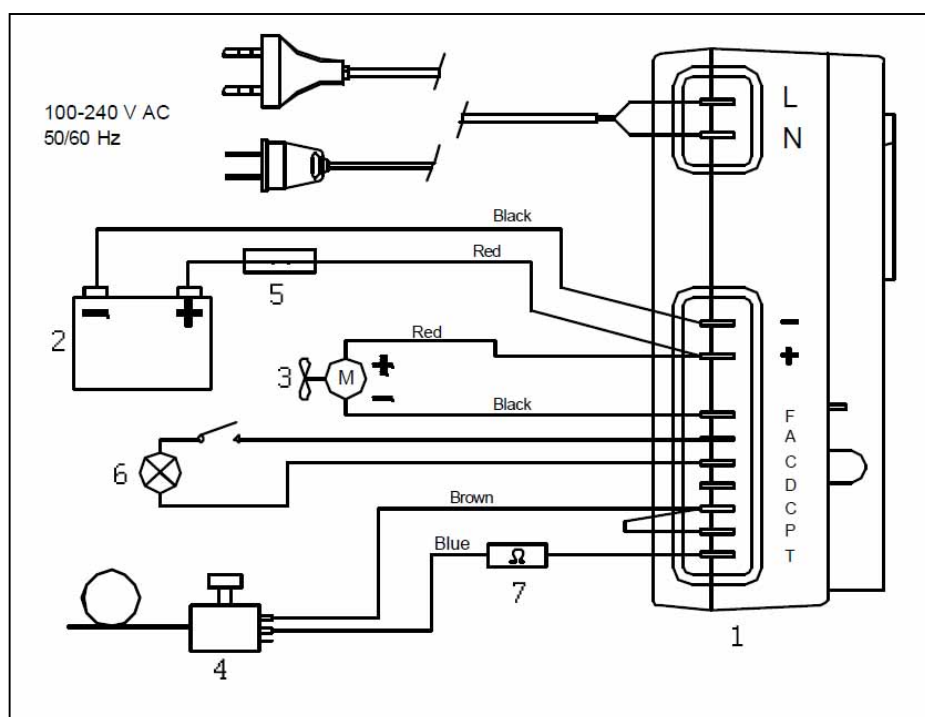 100-240 V AC
50/60 Hz
L
N
Black
Red
5
2
-
+
-
+
Red
3
M
+
-
Black
F
A
C
D
C
P
T
6
Brown
Blue
Ω
7
4
1